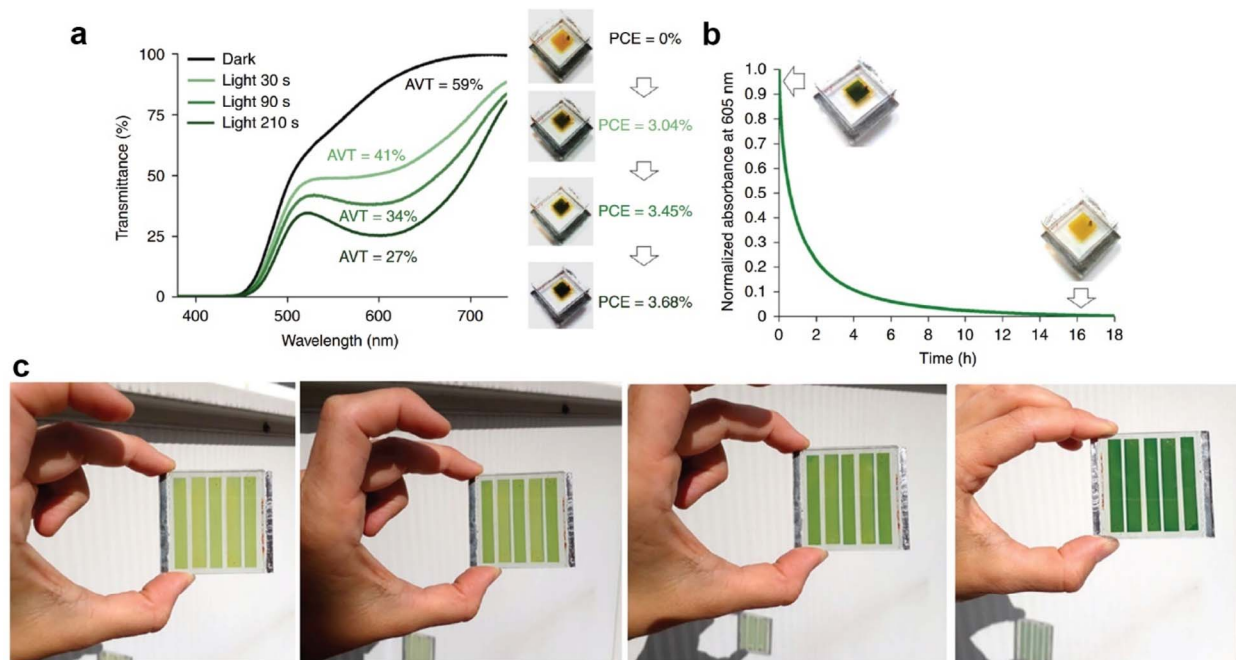 a
Transmittance (%)
100
75
50
25
0
Dark
Light 30 s
Light 90 s
Light 210 s
AVT = 59%
AVT = 41%
AVT = 34%
AVT = 27%
400
500
600
700
Wavelength (nm)
PCE = 0%
PCE = 3.04%
PCE = 3.45%
PCE = 3.68%
b
Normalized absorbance at 605 nm
1.0
0.9
0.8
0.7
0.6
0.5
0.4
0.3
0.2
0.1
0
0 2 4 6 8 10 12 14 16 18
Time (h)
c